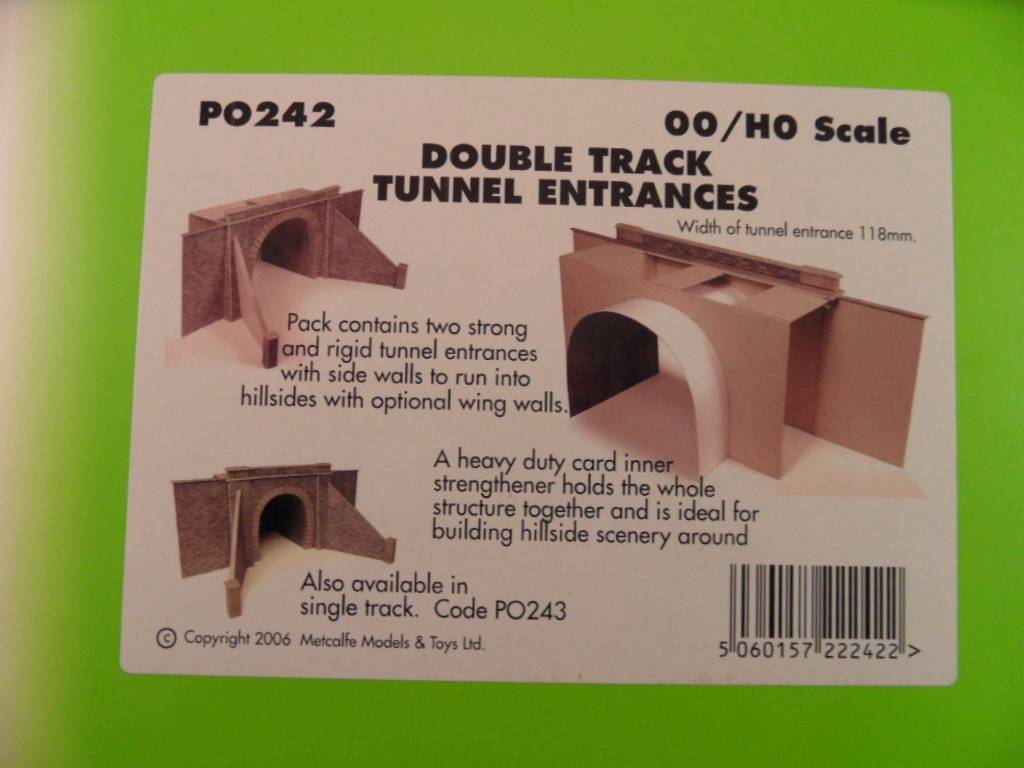 PO242
OO/HO Scale
DOUBLE TRACK
TUNNEL ENTRANCES
Width of tunnel entrance 118mm.
Pack contains two strong
and rigid tunnel entrances
with side walls to run into
hillsides with optional wing walls.
A heavy duty card inner
strengthener holds the whole
structure together and is ideal for
building hillside scenery around
Also available in
single track. Code PO243
© Copyright 2006 Metcalfe Models & Toys Ltd.
5 060157 222422 >